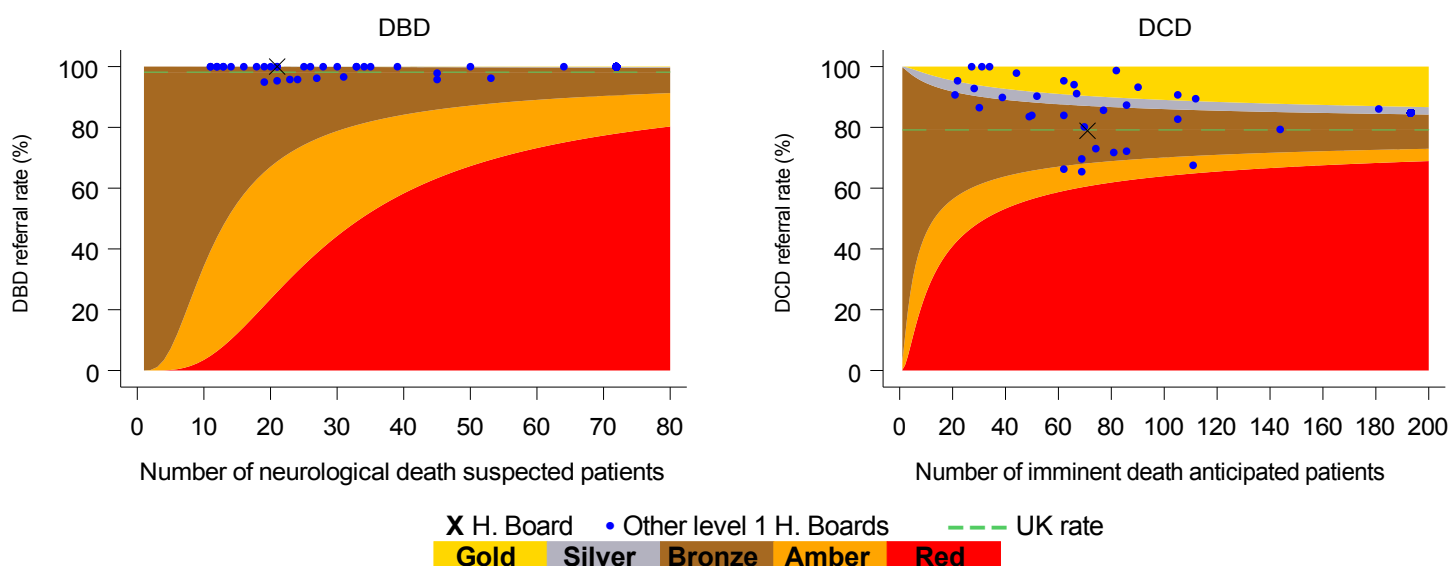 DBD
DCD
DBD referral rate (%)
100
80
60
40
20
0
0 10 20 30 40 50 60 70 80
Number of neurological death suspected patients
DCD referral rate (%)
100
80
60
40
20
0
0 20 40 60 80 100 120 140 160 180 200
Number of imminent death anticipated patients
X H. Board Other level 1 H. Boards UK rate
Gold Silver Bronze Amber Red